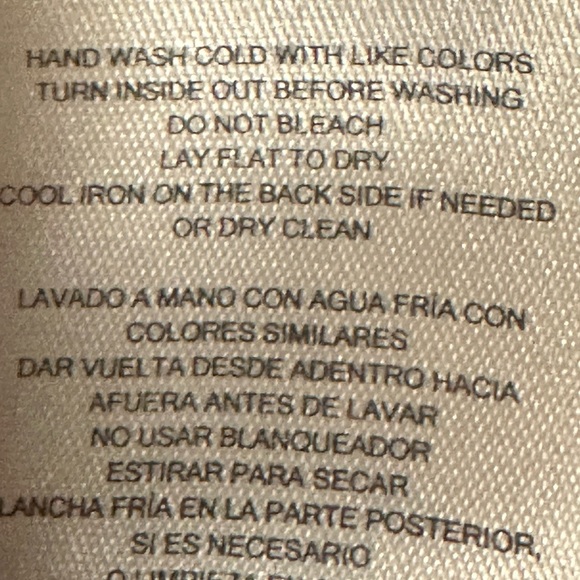 HAND WASH COLD WITH LIKE COLORS
TURN INSIDE OUT BEFORE WASHING
DO NOT BLEACH
LAY FLAT TO DRY
COOL IRON ON THE BACK SIDE IF NEEDED
OR DRY CLEAN
LAVADO A MANO CON AGUA FRÍA CON
COLORES SIMILARES
DAR VUELTA DESDE ADENTRO HACIA
AFUERA ANTES DE LAVAR
NO USAR BLANQUEADOR
ESTIRAR PARA SECAR
LANCHA FRÍA EN LA PARTE POSTERIOR,
SI ES NECESARIO